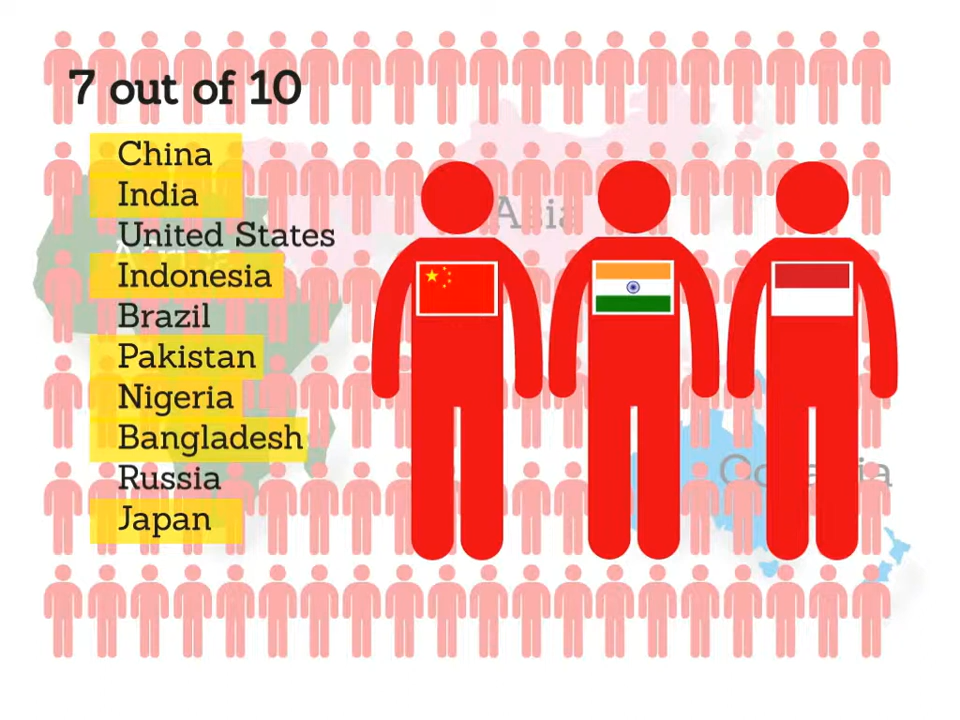 7 out of 10
China
India
United States
Indonesia
Brazil
Pakistan
Nigeria
Bangladesh
Russia
Japan
Asia